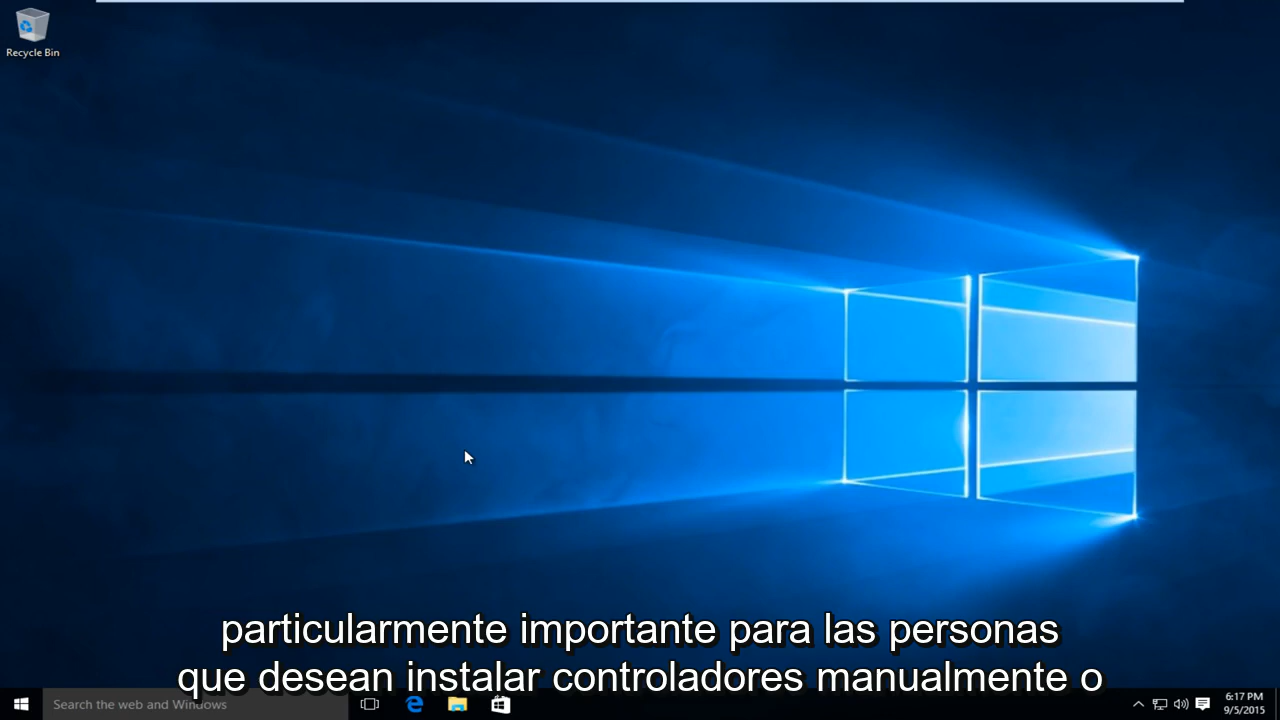 Recycle Bin
particularmente importante para las personas
que desean instalar controladores manualmente o
Search the web and Windows
6:17 PM
9/5/2015